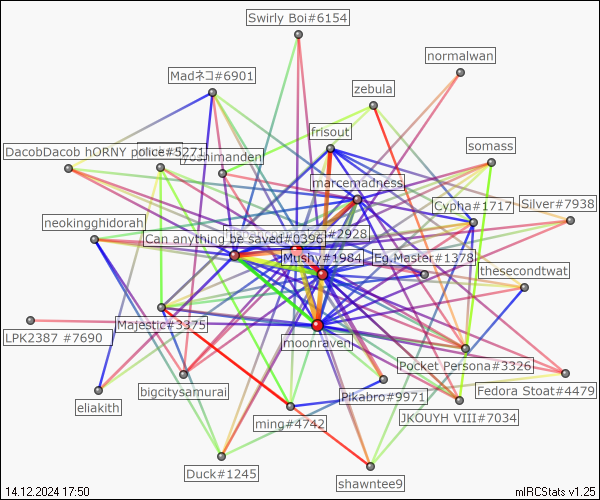 Swirly Boi#6154
normalwan
Madネコ#6901
zebula
frisout
somass
DacobDacob hORNY police#5271
marcemadness
Silver#7938
Cypha#1717
neokingghidorah
#2928
Can anything be saved#0396
Mushy#1984
Eg.Master#1378
thesecondtwat
Majestic#3375
LPK2387 #7690
moonraven
Pocket Persona#3326
Fedora Stoat#4479
bigcitysamurai
Pikabro#9971
eliakith
JKOUYH VIII#7034
ming#4742
Duck#1245
shawntee9
14.12.2024 17:50
mIRCStats v1.25